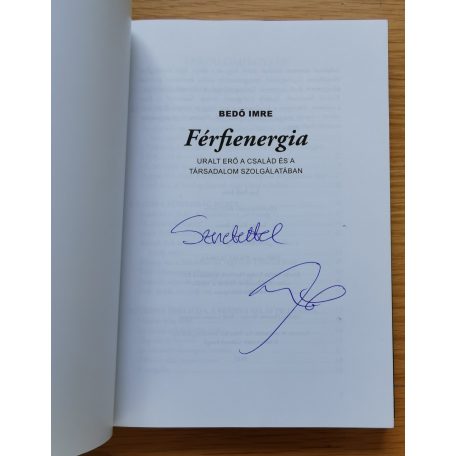 BEDŐ IMRE
Férfienergia
URALT ERŐ A CSALÁD ÉS A
TÁRSADALOM SZOLGÁLATÁBAN
Szeretettel